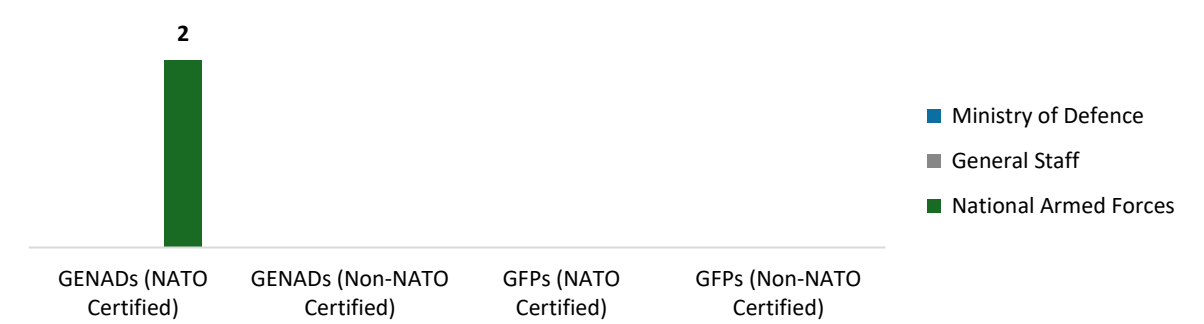 2
Ministry of Defence
General Staff
National Armed Forces
GENADs (NATO
Certified)
GENADs (Non-NATO
Certified)
GFPs (NATO
Certified)
GFPs (Non-NATO
Certified)